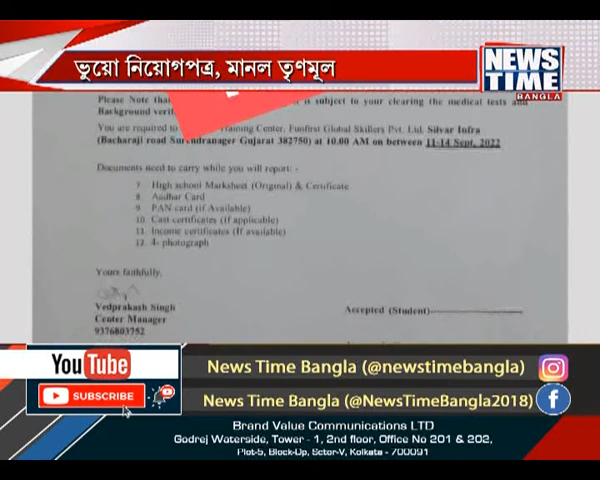 ভুয়ো নিয়োগপত্র, মানল তৃণমূল
NEWS
TIME
BANGLA
Please Note that is subject to your clearing the medical tests and
Background
You are required to Training Center, Funfirst Global Skillers Pvt. Ltd. Silvar Infra
(Bacharaji road Surendranager Gujarat 382750) at 10.00 AM on between 11-14 Sept, 2022
Documents need to carry while you will report: -
7 High school Marksheet (Original) & Certificate
8 Aadhar Card
9 PAN card (if Available)
10 Cast certificates (If applicable)
11 Income certificates (If available)
12 4- photograph
Yours faithfully,
Vedprakash Singh
Center Manager
9376803752
Accepted (Student)
YouTube
SUBSCRIBE
News Time Bangla (@newstimebangla)
News Time Bangla (@NewsTimeBangla2018)
Brand Value Communications LTD
Godrej Waterside, Tower - 1, 2nd floor, Office No 201 & 202,
Plot-5, Block-Dp, Sctor-V, Kolkata - 700091